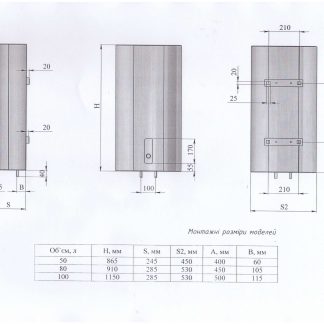 210
20
20
20
H
25
170
40
55
B
100
210
S
S2
Монтажні розміри моделей
Об'єм, л H, мм S, мм S2, мм A, мм B, мм
50 865 245 450 400 60
80 910 285 530 450 105
100 1150 285 530 500 115